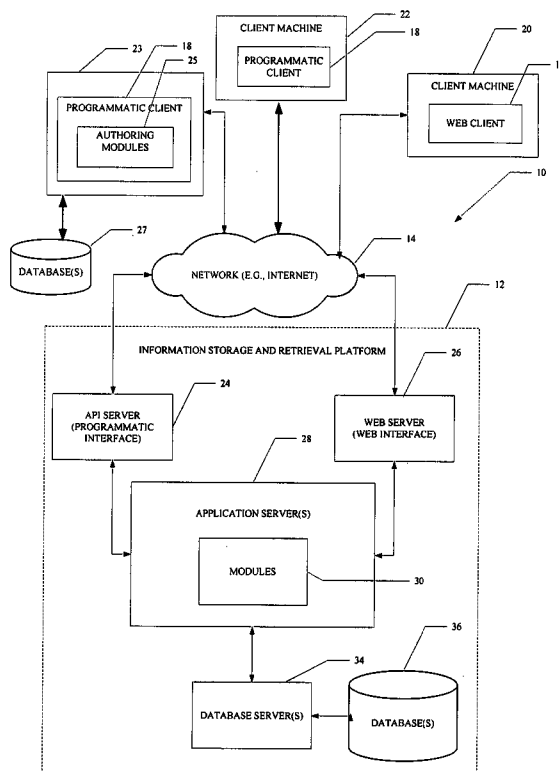 22
CLIENT MACHINE
18
PROGRAMMATIC
CLIENT
23
18
25
PROGRAMMATIC CLIENT
AUTHORING
MODULES
20
CLIENT MACHINE
WEB CLIENT
10
27
DATABASE(S)
14
NETWORK (E.G., INTERNET)
12
INFORMATION STORAGE AND RETRIEVAL PLATFORM
24
API SERVER
(PROGRAMMATIC
INTERFACE)
26
WEB SERVER
(WEB INTERFACE)
28
APPLICATION SERVER(S)
MODULES
30
34
DATABASE SERVER(S)
36
DATABASE(S)